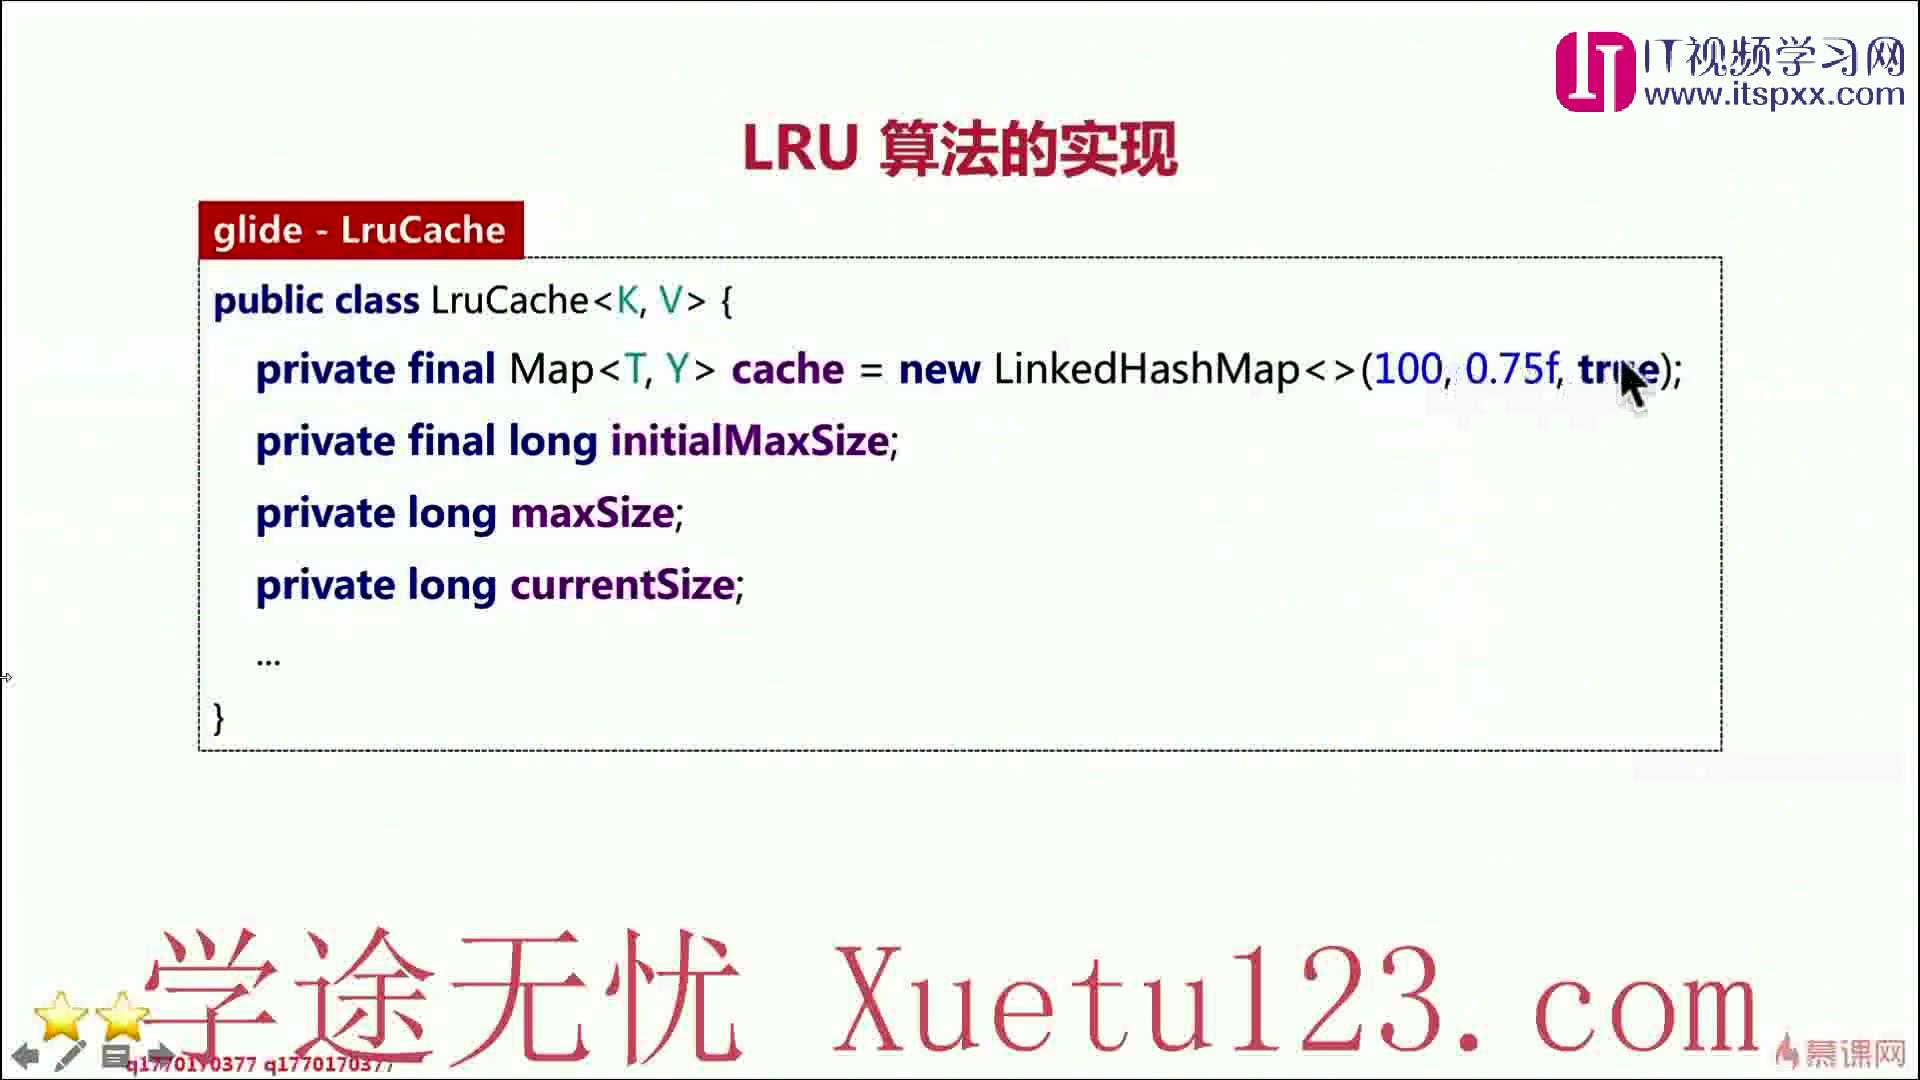 IT视频学习网
www.itspxx.com
LRU 算法的实现
glide - LruCache
public class LruCache<K, V> {
private final Map<T, Y> cache = new LinkedHashMap<>(100, 0.75f, true);
private final long initialMaxSize;
private long maxSize;
private long currentSize;
...
}
学途无忧 Xuetu123.com
q1770170377 q1770170377
慕课网